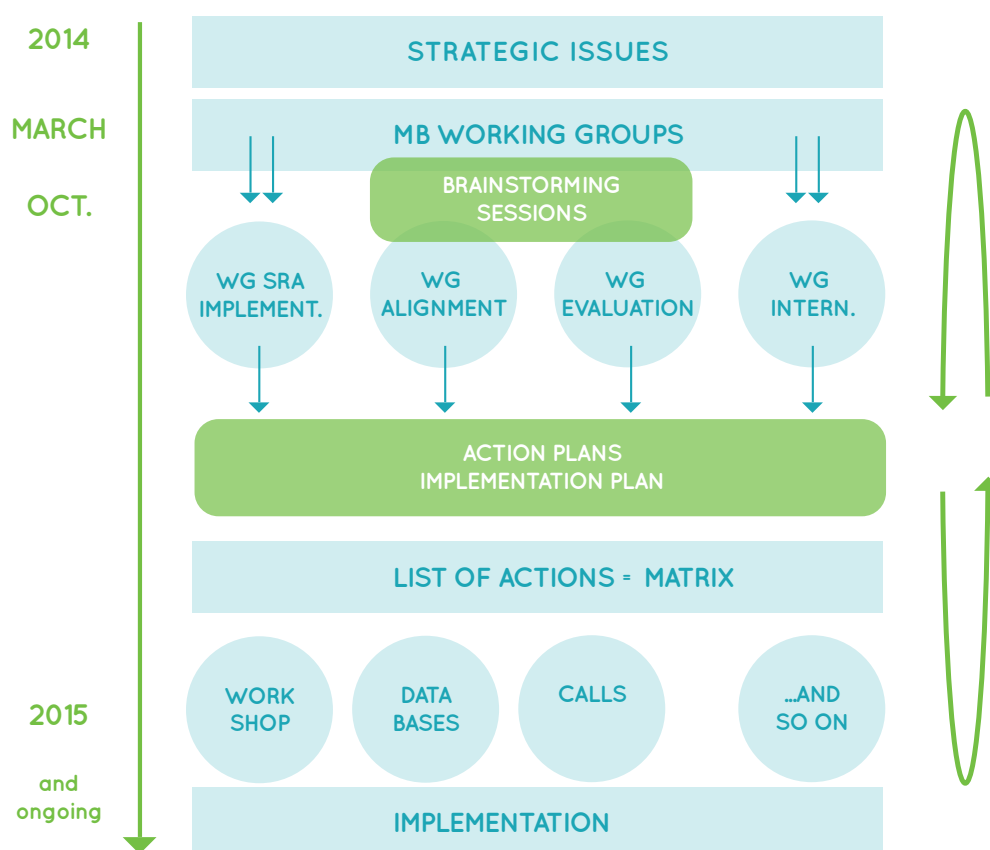 2014
STRATEGIC ISSUES
MARCH
MB WORKING GROUPS
OCT.
BRAINSTORMING
SESSIONS
WG SRA
IMPLEMENT.
WG
ALIGNMENT
WG
EVALUATION
WG
INTERN.
ACTION PLANS
IMPLEMENTATION PLAN
LIST OF ACTIONS = MATRIX
2015
WORK
SHOP
DATA
BASES
CALLS
...AND
SO ON
and
ongoing
IMPLEMENTATION